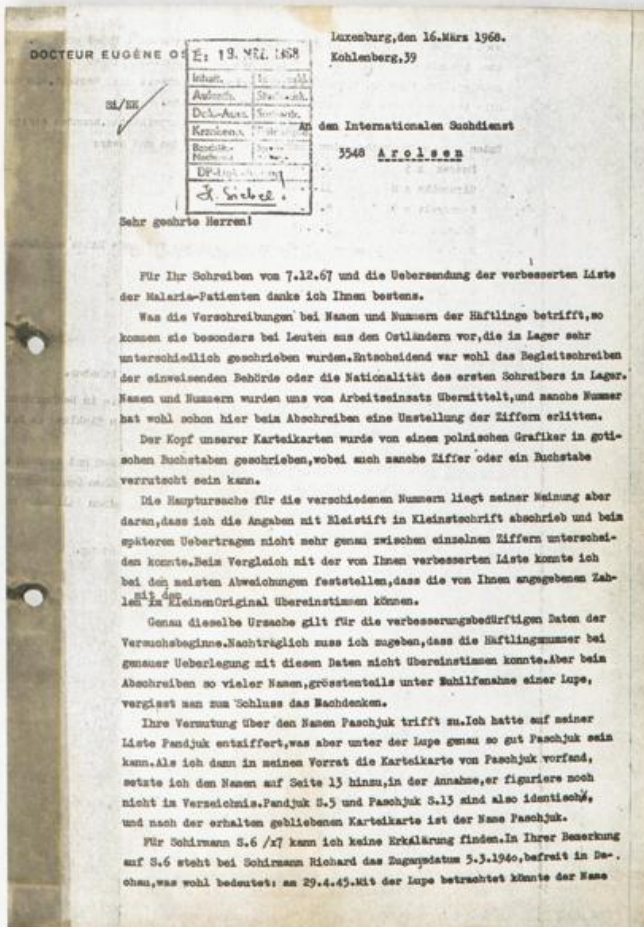 Luxemburg,den 16.März 1968.
DOCTEUR EUGÈNE
Kohlenberg,39
E: 19. MRZ. 1968
Inhalt.
SI/EE
Kranken.
An den Internationalen Suchdienst
3548 Arolsen
H. Siebel.
Sehr geehrte Herren!
Für Ihr Schreiben vom 7.12.67 und die Uebersendung der verbesserten Liste
der Malaria-Patienten danke ich Ihnen bestens.
Was die Verschreibungen bei Namen und Nummern der Häftlinge betrifft,so
kommen sie besonders bei Leuten aus den Ostländern vor,die im Lager sehr
unterschiedlich geschrieben wurden.Entscheidend war wohl das Begleitschreiben
der einweisenden Behörde oder die Nationalität des ersten Schreibers im Lager.
Namen und Nummern wurden uns vom Arbeitseinsatz übermittelt,und manche Nummer
hat wohl schon hier beim Abschreiben eine Umstellung der Ziffern erlitten.
Der Kopf unserer Karteikarten wurde von einem polnischen Grafiker in goti-
schen Buchstaben geschrieben,wobei auch manche Ziffer oder ein Buchstabe
verrutscht sein kann.
Die Hauptursache für die verschiedenen Nummern liegt meiner Meinung aber
daran,dass ich die Angaben mit Bleistift in Kleinstschrift abschrieb und beim
späteren Uebertragen nicht mehr genau zwischen einzelnen Ziffern unterschei-
den konnte.Beim Vergleich mit der von Ihnen verbesserten Liste konnte ich
bei den meisten Abweichungen feststellen,dass die von Ihnen angegebenen Zah-
mit dem
len im KleinenOriginal übereinstimmen können.
Genau dieselbe Ursache gilt für die verbesserungsbedürftigen Daten der
Versuchsbeginne.Nachträglich muss ich zugeben,dass die Häftlingsnummer bei
genauer Ueberlegung mit diesen Daten nicht übereinstimmen konnte.Aber beim
Abschreiben so vieler Namen,grösstenteils unter Zuhilfenahme einer Lupe,
vergisst man zum Schluss das Nachdenken.
Ihre Vermutung über den Namen Paschjuk trifft zu.Ich hatte auf meiner
Liste Pandjuk entziffert,was aber unter der Lupe genau so gut Paschjuk sein
kann.Als ich dann in meinem Vorrat die Karteikarte von Paschjuk vorfand,
setzte ich den Namen auf Seite 13 hinzu,in der Annahme,er figuriere noch
nicht im Verzeichnis.Pandjuk S.5 und Paschjuk S.13 sind also identisch,
und nach der erhalten gebliebenen Karteikarte ist der Name Paschjuk.
Für Schirmann S.6 /x7 kann ich keine Erklärung finden.In Ihrer Bemerkung
auf S.6 steht bei Schirmann Richard das Zugangsdatum 5.3.1940,befreit in Da-
chau,was wohl bedeutet: am 29.4.45.Mit der Lupe betrachtet könnte der Name